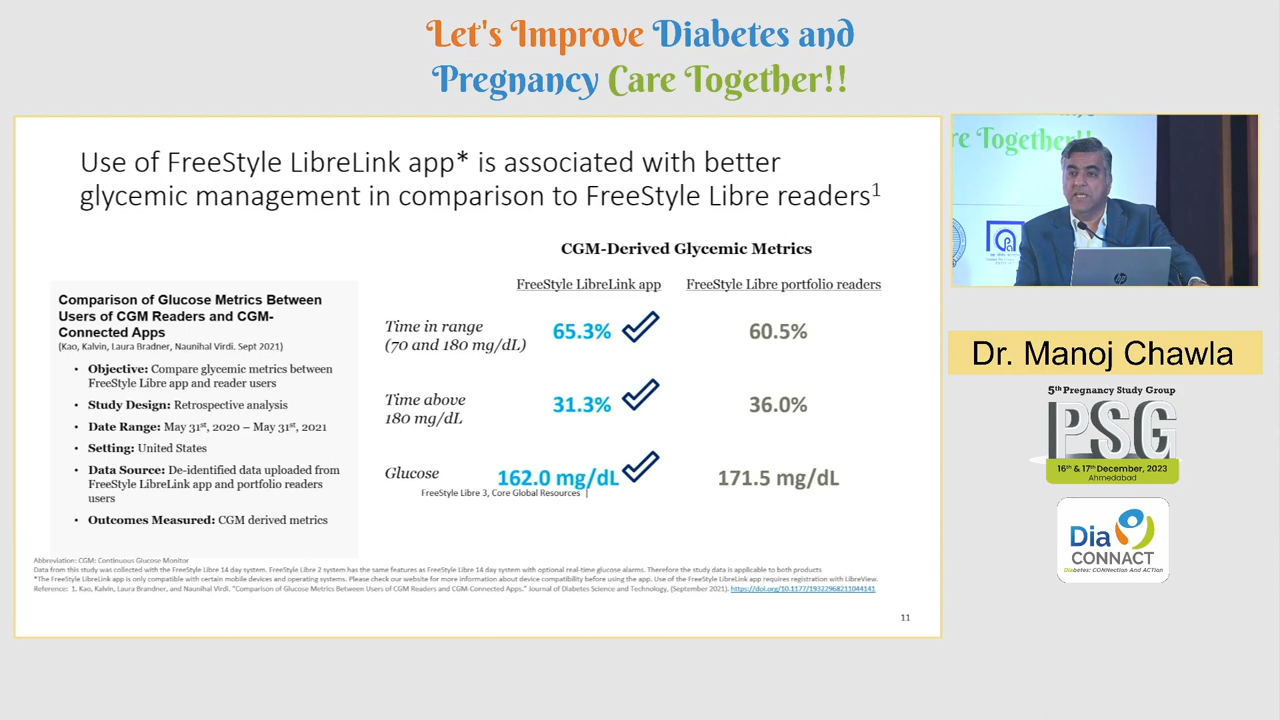 Let's Improve Diabetes and
Pregnancy Care Together!!
Use of FreeStyle LibreLink app* is associated with better
glycemic management in comparison to FreeStyle Libre readers¹
CGM-Derived Glycemic Metrics
FreeStyle LibreLink app
FreeStyle Libre portfolio readers
Comparison of Glucose Metrics Between
Users of CGM Readers and CGM-
Connected Apps
(Kao, Kalvin, Laura Bradner, Naunihal Virdi. Sept 2021)
• Objective: Compare glycemic metrics between
FreeStyle Libre app and reader users
• Study Design: Retrospective analysis
• Date Range: May 31st, 2020 – May 31st, 2021
• Setting: United States
• Data Source: De-identified data uploaded from
FreeStyle LibreLink app and portfolio readers
users
• Outcomes Measured: CGM derived metrics
Time in range
(70 and 180 mg/dL)
65.3%
60.5%
Time above
180 mg/dL
31.3%
36.0%
Glucose
162.0 mg/dL
171.5 mg/dL
FreeStyle Libre 3, Core Global Resources |
Abbreviation: CGM: Continuous Glucose Monitor
Data from this study was collected with the FreeStyle Libre 14 day system. FreeStyle Libre 2 system has the same features as FreeStyle Libre 14 day system with optional real-time glucose alarms. Therefore the study data is applicable to both products
*The FreeStyle LibreLink app is only compatible with certain mobile devices and operating systems. Please check our website for more information about device compatibility before using the app. Use of the FreeStyle LibreLink app requires registration with LibreView.
Reference: 1. Kao, Kalvin, Laura Brandner, and Naunihal Virdi. "Comparison of Glucose Metrics Between Users of CGM Readers and CGM-Connected Apps." Journal of Diabetes Science and Technology, (September 2021). https://doi.org/10.1177/19322968211044141
11
re Together!!
hp
Dr. Manoj Chawla
5th Pregnancy Study Group
PSG
16th & 17th December, 2023
Ahmedabad
Dia
CONNACT
Diabetes: CONNection And ACTion